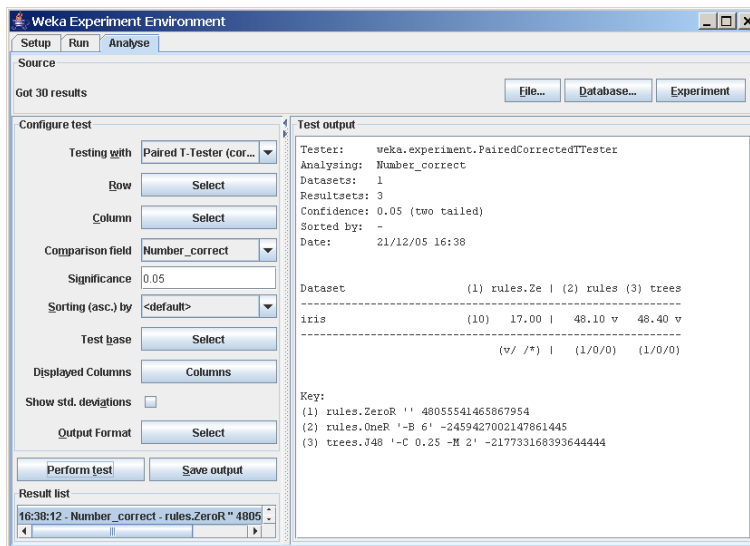 Weka Experiment Environment
Setup Run Analyse
Source
Got 30 results
File... Database... Experiment
Configure test
Testing with Paired T-Tester (cor...
Row Select
Column Select
Comparison field Number_correct
Significance 0.05
Sorting (asc.) by <default>
Test base Select
Displayed Columns Columns
Show std. deviations
Output Format Select
Perform test Save output
Result list
16:38:12 - Number_correct - rules.ZeroR '' 4805
Test output
Tester: weka.experiment.PairedCorrectedTTester
Analysing: Number_correct
Datasets: 1
Resultsets: 3
Confidence: 0.05 (two tailed)
Sorted by: -
Date: 21/12/05 16:38
Dataset (1) rules.Ze | (2) rules (3) trees
--------------------------------------------------------------
iris (10) 17.00 | 48.10 v 48.40 v
--------------------------------------------------------------
(v/ /*) | (1/0/0) (1/0/0)
Key:
(1) rules.ZeroR '' 48055541465867954
(2) rules.OneR '-B 6' -2459427002147861445
(3) trees.J48 '-C 0.25 -M 2' -217733168393644444